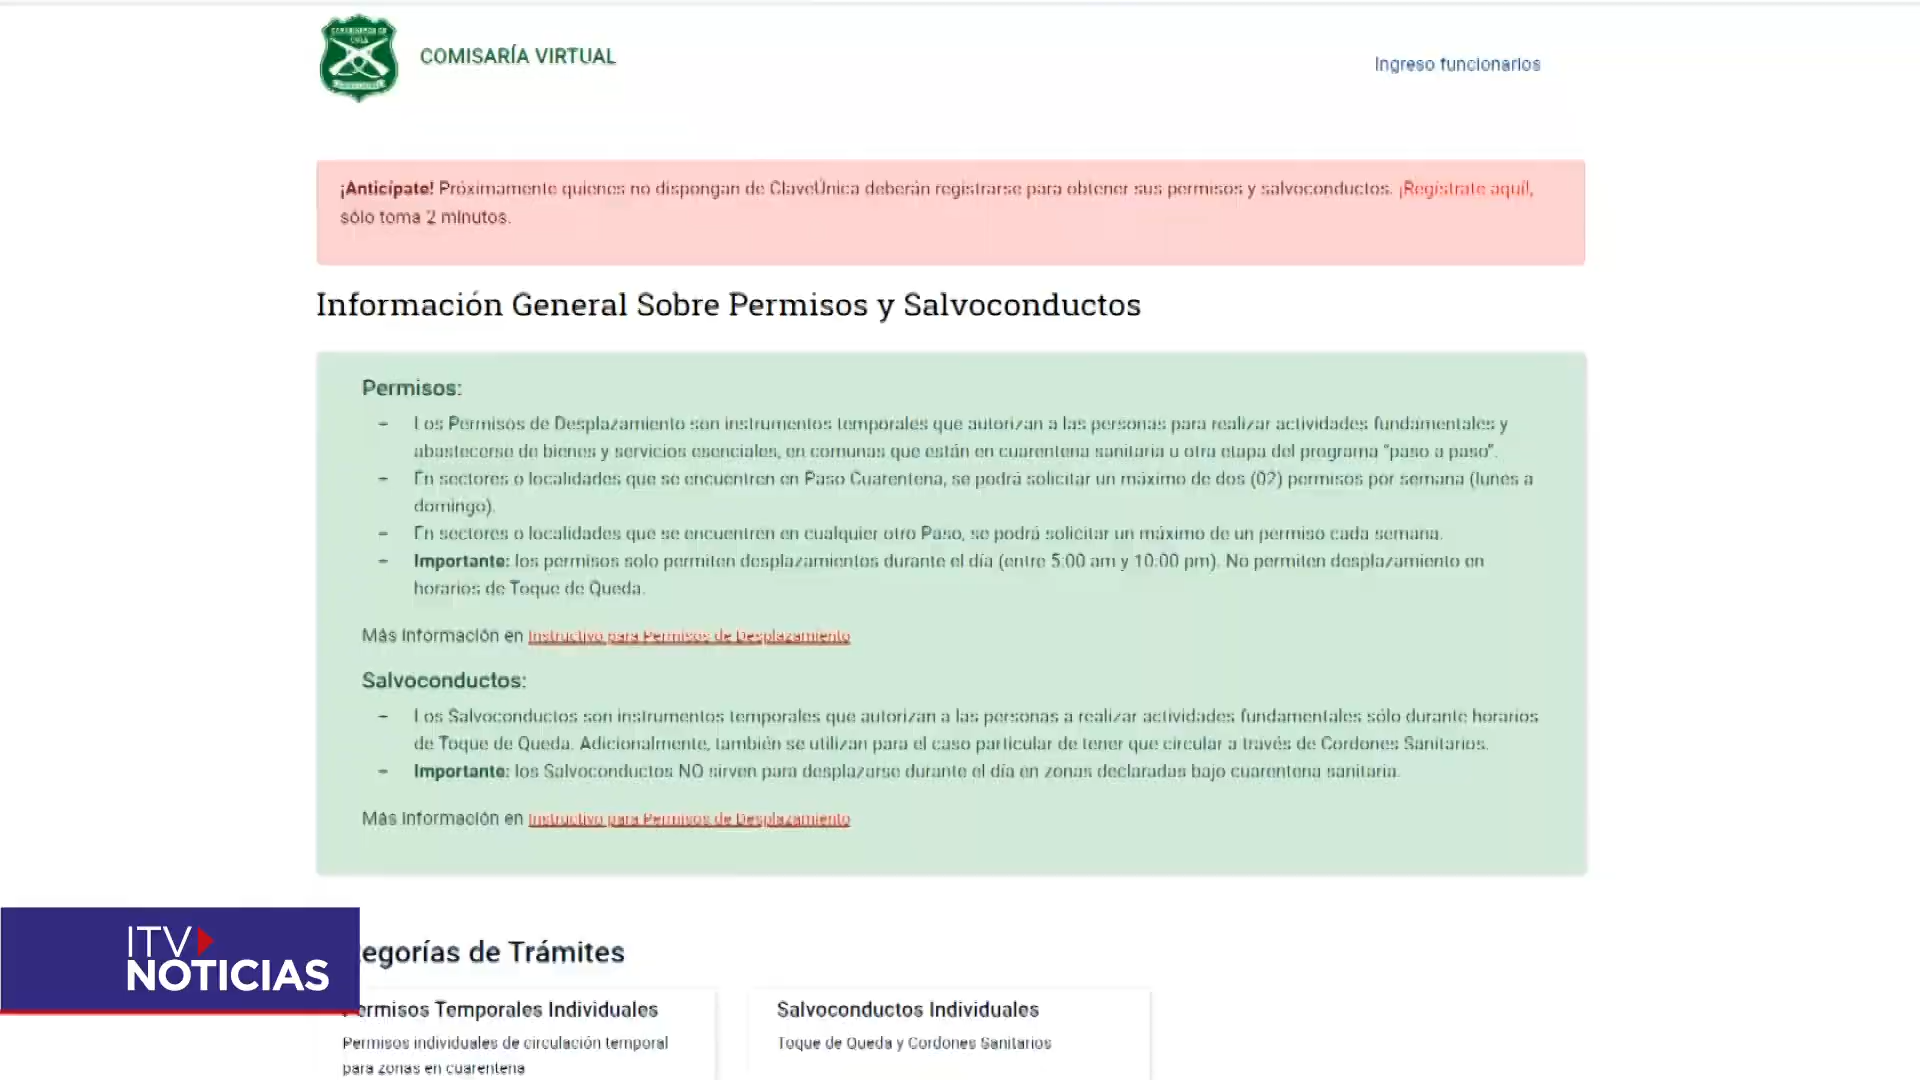 CARABINEROS DE
CHILE
COMISARÍA VIRTUAL
Ingreso funcionarios
¡Anticípate! Próximamente quienes no dispongan de ClaveÚnica deberán registrarse para obtener sus permisos y salvoconductos. ¡Regístrate aquí!,
sólo toma 2 minutos.
Información General Sobre Permisos y Salvoconductos
Permisos:
- Los Permisos de Desplazamiento son instrumentos temporales que autorizan a las personas para realizar actividades fundamentales y
abastecerse de bienes y servicios esenciales, en comunas que están en cuarentena sanitaria u otra etapa del programa "paso a paso".
- En sectores o localidades que se encuentren en Paso Cuarentena, se podrá solicitar un máximo de dos (02) permisos por semana (lunes a
domingo).
- En sectores o localidades que se encuentren en cualquier otro Paso, se podrá solicitar un máximo de un permiso cada semana.
- Importante: los permisos solo permiten desplazamientos durante el día (entre 5:00 am y 10:00 pm). No permiten desplazamiento en
horarios de Toque de Queda.
Más información en Instructivo para Permisos de Desplazamiento
Salvoconductos:
- Los Salvoconductos son instrumentos temporales que autorizan a las personas a realizar actividades fundamentales sólo durante horarios
de Toque de Queda. Adicionalmente, también se utilizan para el caso particular de tener que circular a través de Cordones Sanitarios.
- Importante: los Salvoconductos NO sirven para desplazarse durante el día en zonas declaradas bajo cuarentena sanitaria.
Más información en Instructivo para Permisos de Desplazamiento
ITV
NOTICIAS
egorías de Trámites
ermisos Temporales Individuales
Permisos individuales de circulación temporal
para zonas en cuarentena
Salvoconductos Individuales
Toque de Queda y Cordones Sanitarios